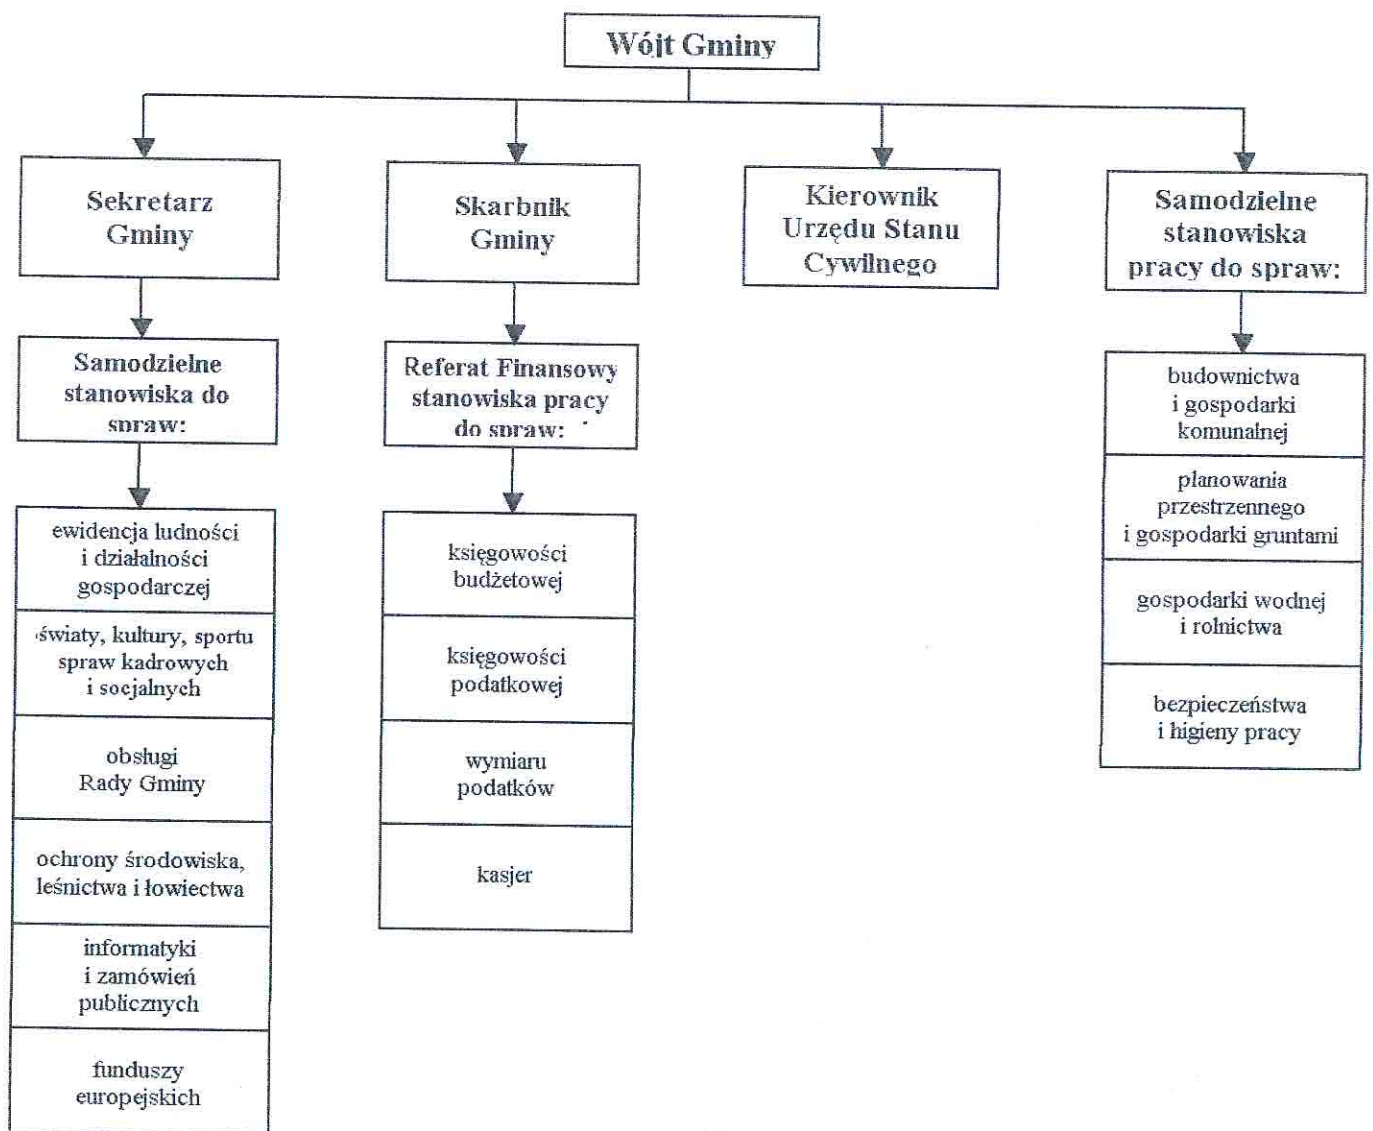 Wójt Gminy
Sekretarz
Gminy
Skarbnik
Gminy
Kierownik
Urzędu Stanu
Cywilnego
Samodzielne
stanowiska
pracy do spraw:
Samodzielne
stanowiska do
spraw:
ewidencja ludności
i działalności
gospodarczej
oświaty, kultury, sportu
spraw kadrowych
i socjalnych
obsługi
Rady Gminy
ochrony środowiska,
leśnictwa i łowiectwa
informatyki
i zamówień
publicznych
funduszy
europejskich
Referat Finansowy
stanowiska pracy
do spraw:
księgowości
budżetowej
księgowości
podatkowej
wymiaru
podatków
kasjer
budownictwa
i gospodarki
komunalnej
planowania
przestrzennego
i gospodarki gruntami
gospodarki wodnej
i rolnictwa
bezpieczeństwa
i higieny pracy